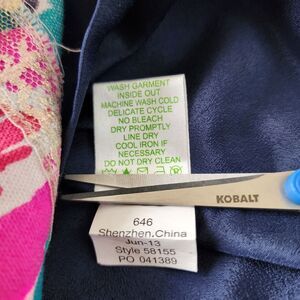 WASH GARMENT
INSIDE OUT
MACHINE WASH COLD
DELICATE CYCLE
NO BLEACH
DRY PROMPTLY
LINE DRY
COOL IRON IF
NECESSARY
DO NOT DRY CLEAN
KOBALT
646
Shenzhen.China
Jun-13
Style 58155
PO 041389